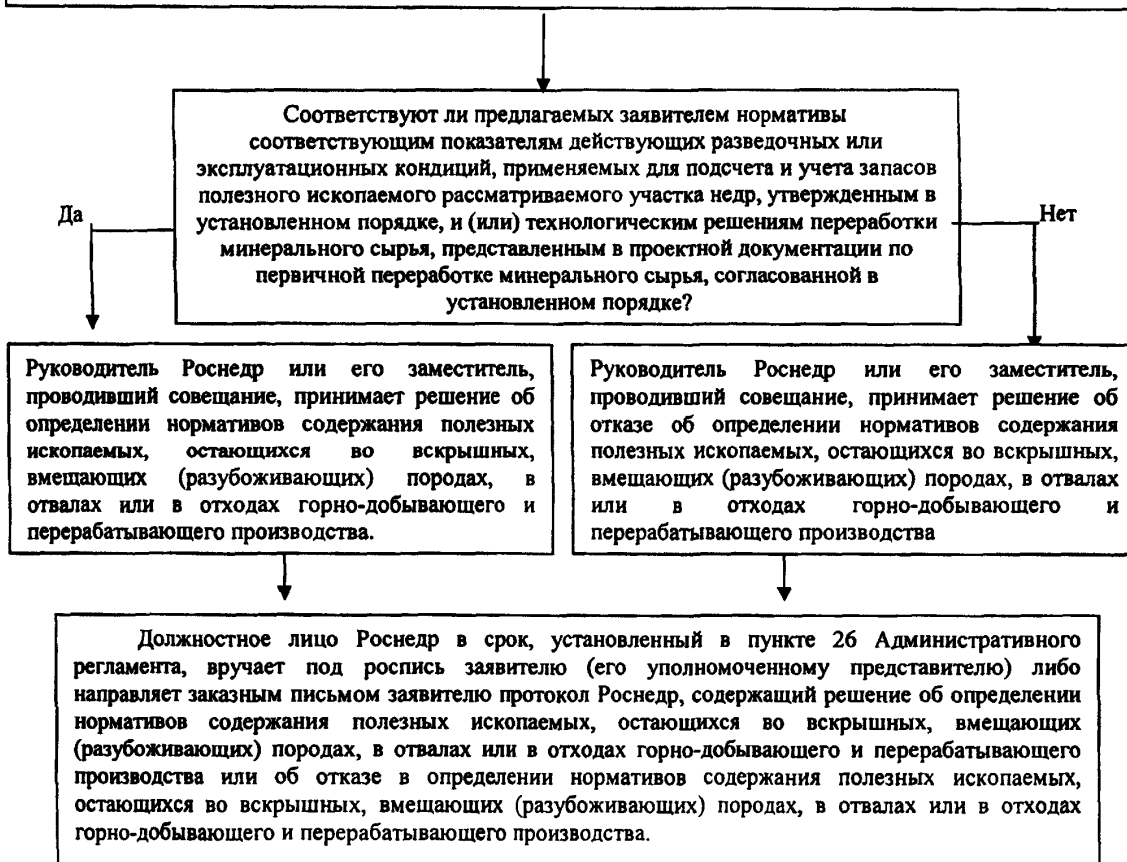 Соответствуют ли предлагаемых заявителем нормативы
соответствующим показателям действующих разведочных или
эксплуатационных кондиций, применяемых для подсчета и учета запасов
полезного ископаемого рассматриваемого участка недр, утвержденным в
установленном порядке, и (или) технологическим решениям переработки
минерального сырья, представленным в проектной документации по
первичной переработке минерального сырья, согласованной в
установленном порядке?
Да
Нет
Руководитель Роснедр или его заместитель,
проводивший совещание, принимает решение об
определении нормативов содержания полезных
ископаемых, остающихся во вскрышных,
вмещающих (разубоживающих) породах, в
отвалах или в отходах горно-добывающего и
перерабатывающего производства.
Руководитель Роснедр или его заместитель,
проводивший совещание, принимает решение об
отказе об определении нормативов содержания
полезных ископаемых, остающихся во вскрышных,
вмещающих (разубоживающих) породах, в отвалах
или в отходах горно-добывающего и
перерабатывающего производства
Должностное лицо Роснедр в срок, установленный в пункте 26 Административного
регламента, вручает под роспись заявителю (его уполномоченному представителю) либо
направляет заказным письмом заявителю протокол Роснедр, содержащий решение об определении
нормативов содержания полезных ископаемых, остающихся во вскрышных, вмещающих
(разубоживающих) породах, в отвалах или в отходах горно-добывающего и перерабатывающего
производства или об отказе в определении нормативов содержания полезных ископаемых,
остающихся во вскрышных, вмещающих (разубоживающих) породах, в отвалах или в отходах
горно-добывающего и перерабатывающего производства.